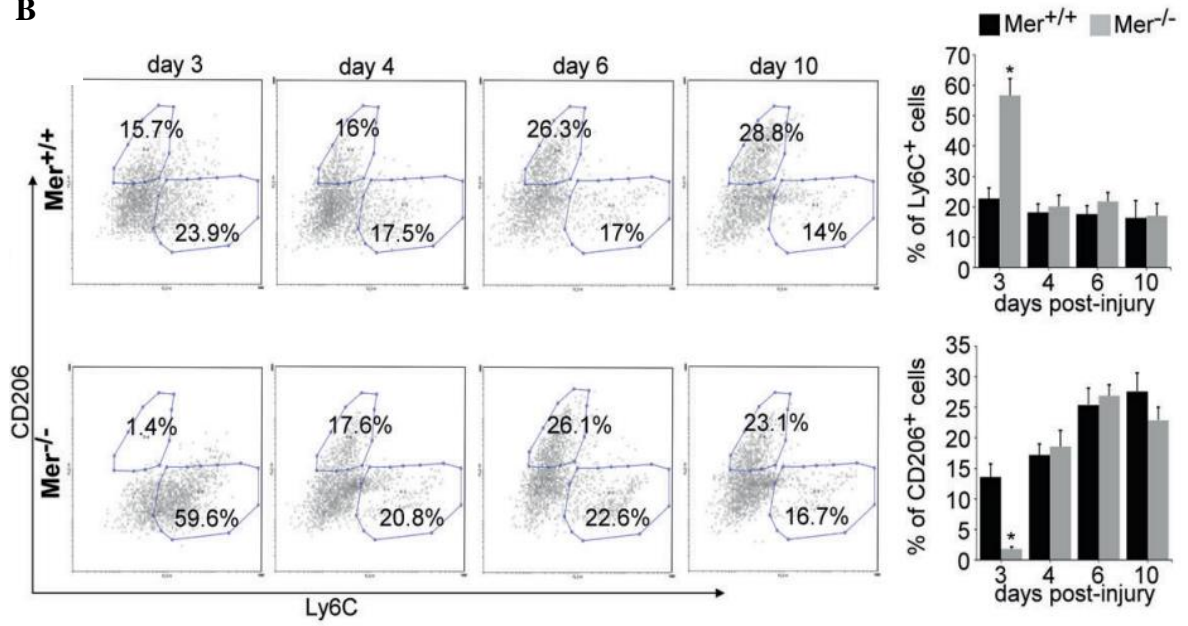 B
Mer+/+ Mer-/-
day 3 day 4 day 6 day 10
Mer+/+
15.7% 16% 26.3% 28.8%
23.9% 17.5% 17% 14%
% of Ly6C+ cells
70
60
50
40
30
20
10
0
*
3 4 6 10
days post-injury
CD206
Mer-/-
1.4% 17.6% 26.1% 23.1%
59.6% 20.8% 22.6% 16.7%
Ly6C
% of CD206+ cells
35
30
25
20
15
10
5
0
*
3 4 6 10
days post-injury